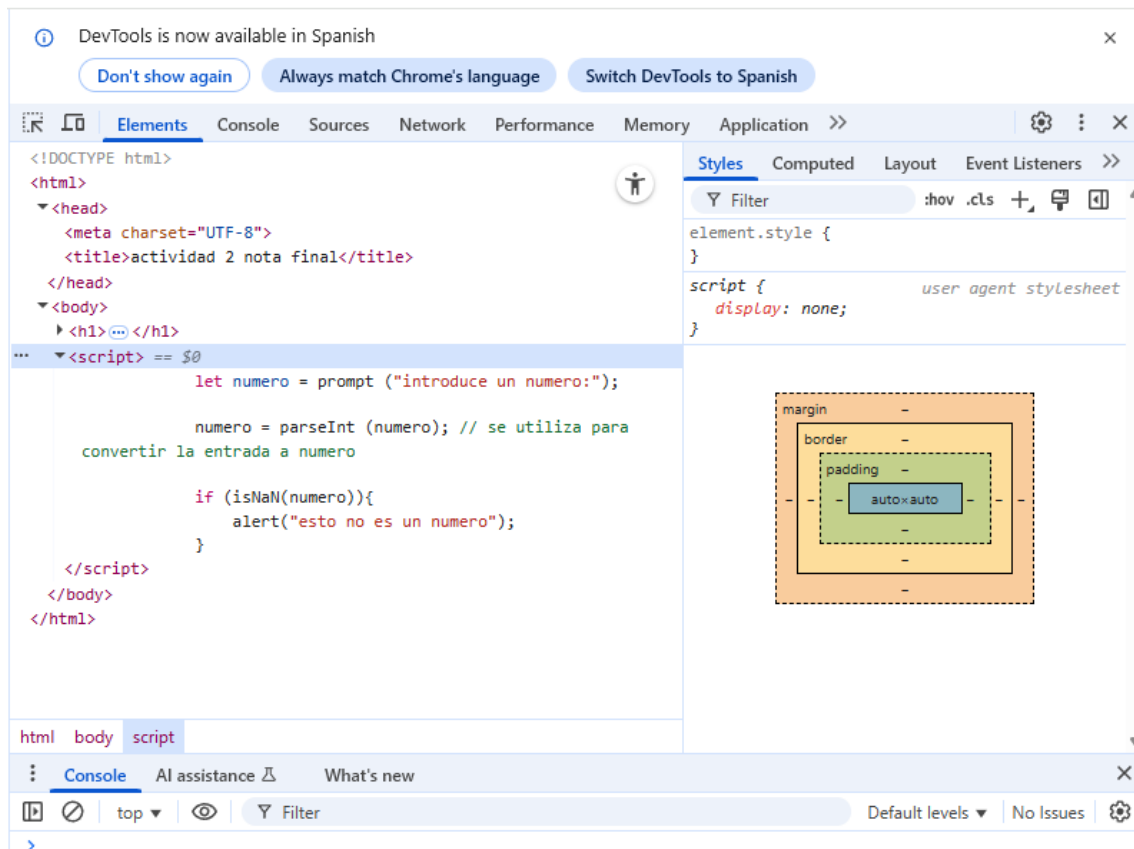 DevTools is now available in Spanish
Don't show again Always match Chrome's language Switch DevTools to Spanish
Elements Console Sources Network Performance Memory Application
<!DOCTYPE html>
<html>
<head>
<meta charset="UTF-8">
<title>actividad 2 nota final</title>
</head>
<body>
<h1>…</h1>
<script> == $0
let numero = prompt ("introduce un numero:");
numero = parseInt (numero); // se utiliza para
convertir la entrada a numero
if (isNaN(numero)){
alert("esto no es un numero");
}
</script>
</body>
</html>
html body script
Styles Computed Layout Event Listeners
Filter :hov .cls
element.style {
}
script { user agent stylesheet
display: none;
}
margin –
border –
padding –
– – – auto×auto – – –
–
–
–
Console AI assistance What's new
top Filter Default levels No Issues